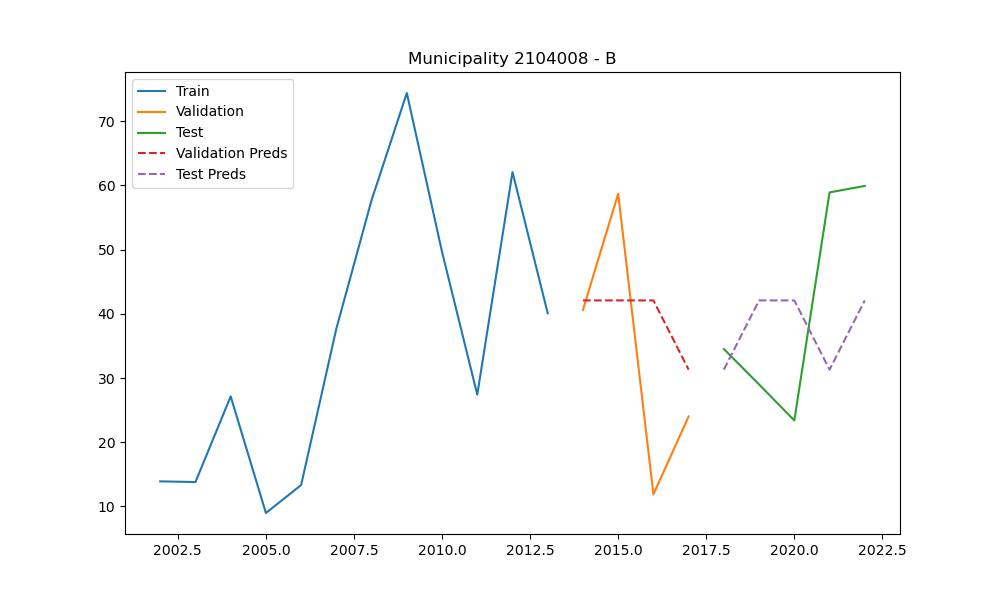 Municipality 2104008 - B
Train
Validation
Test
Validation Preds
Test Preds
70
60
50
40
30
20
10
2002.5 2005.0 2007.5 2010.0 2012.5 2015.0 2017.5 2020.0 2022.5